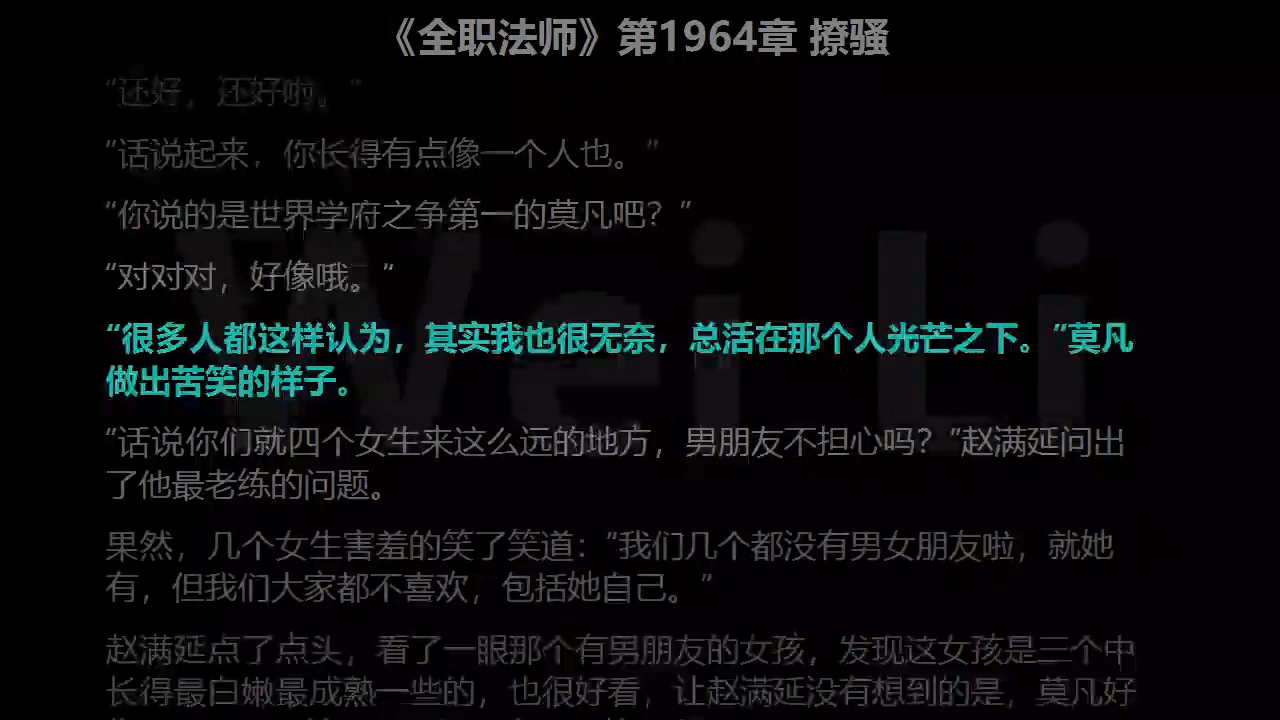 《全职法师》第1964章 撩骚
“还好，还好啦。”
“话说起来，你长得有点像一个人也。”
“你说的是世界学府之争第一的莫凡吧？”
“对对对，好像哦。“
“很多人都这样认为，其实我也很无奈，总活在那个人光芒之下。”莫凡
做出苦笑的样子。
“话说你们就四个女生来这么远的地方，男朋友不担心吗？”赵满延问出
了他最老练的问题。
果然，几个女生害羞的笑了笑道：“我们几个都没有男女朋友啦，就她
有，但我们大家都不喜欢，包括她自己。”
赵满延点了点头，看了一眼那个有男朋友的女孩，发现这女孩是三个中
长得最白嫩最成熟一些的，也很好看，让赵满延没有想到的是，莫凡好
Wei Li